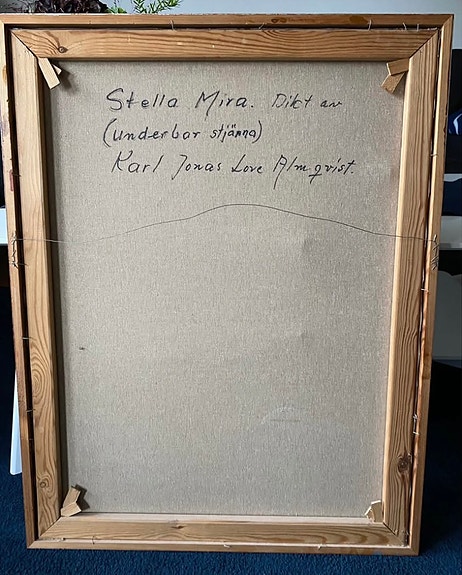 Stella Mira. Dikt av
(underbar stjärna)
Karl Jonas Love Almqvist.